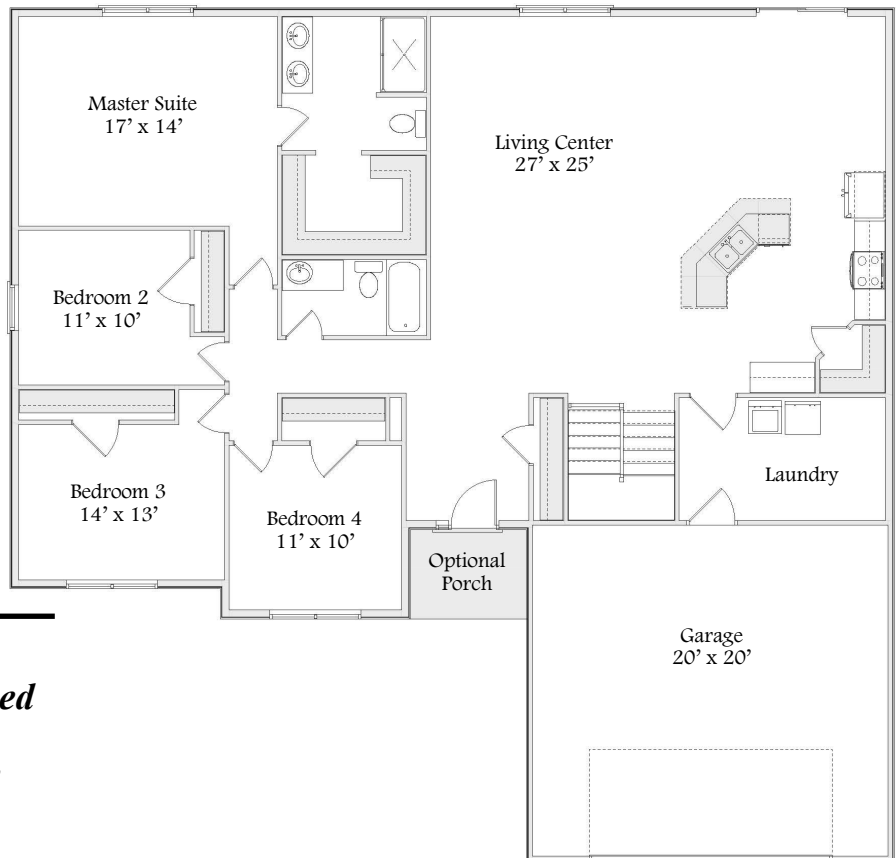 Master Suite
17’ x 14’
Living Center
27’ x 25’
Bedroom 2
11’ x 10’
Bedroom 3
14’ x 13’
Bedroom 4
11’ x 10’
Laundry
Optional
Porch
Garage
20’ x 20’
ed